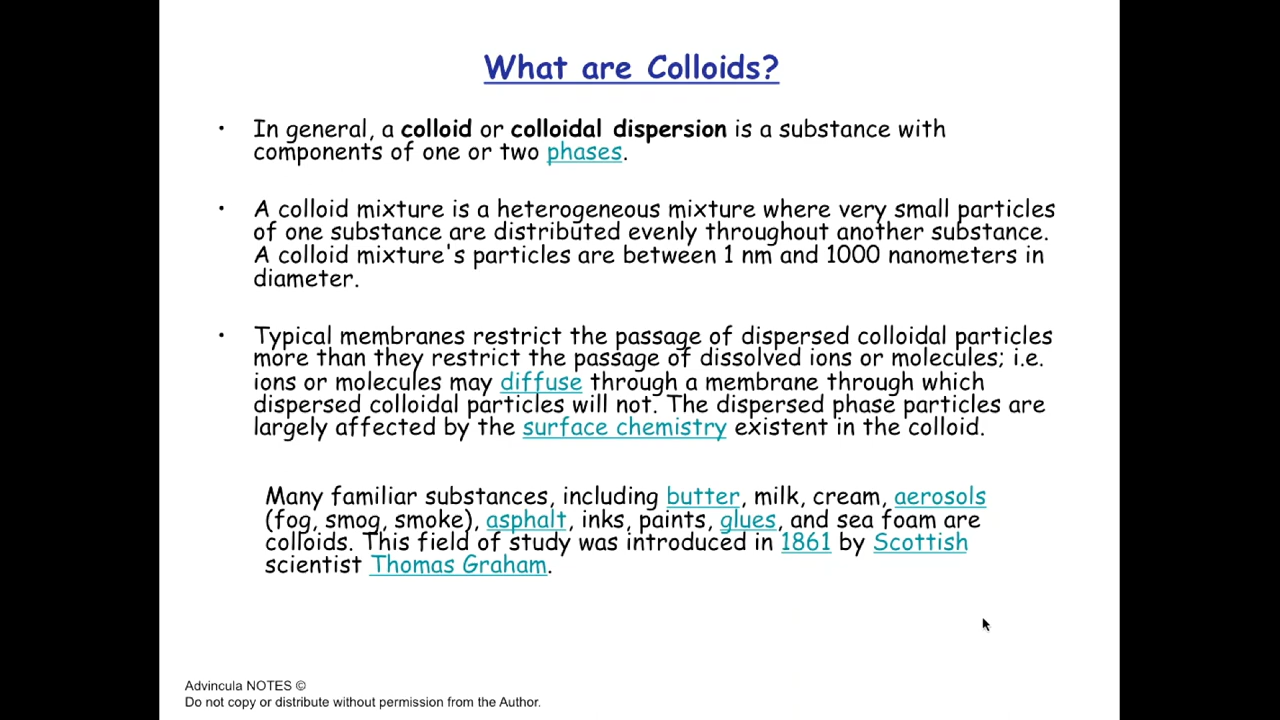 What are Colloids?
• In general, a colloid or colloidal dispersion is a substance with
components of one or two phases.
• A colloid mixture is a heterogeneous mixture where very small particles
of one substance are distributed evenly throughout another substance.
A colloid mixture's particles are between 1 nm and 1000 nanometers in
diameter.
• Typical membranes restrict the passage of dispersed colloidal particles
more than they restrict the passage of dissolved ions or molecules; i.e.
ions or molecules may diffuse through a membrane through which
dispersed colloidal particles will not. The dispersed phase particles are
largely affected by the surface chemistry existent in the colloid.
Many familiar substances, including butter, milk, cream, aerosols
(fog, smog, smoke), asphalt, inks, paints, glues, and sea foam are
colloids. This field of study was introduced in 1861 by Scottish
scientist Thomas Graham.
Advincula NOTES ©
Do not copy or distribute without permission from the Author.